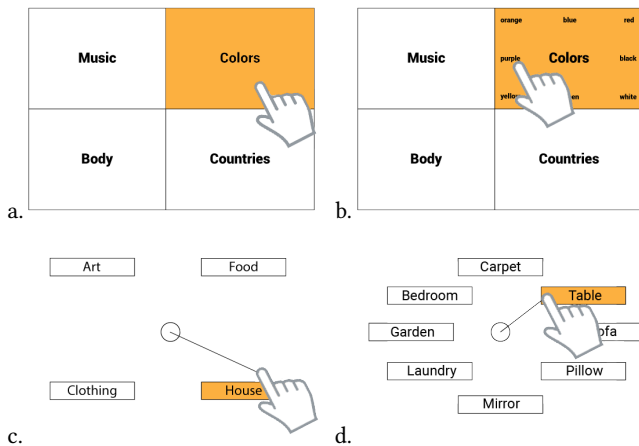 Music
Colors
Body
Countries
a.
orange
blue
red
Music
purple
Colors
black
yellow
white
Body
Countries
b.
Art
Food
Clothing
House
c.
Carpet
Bedroom
Table
Garden
Laundry
Pillow
Mirror
d.